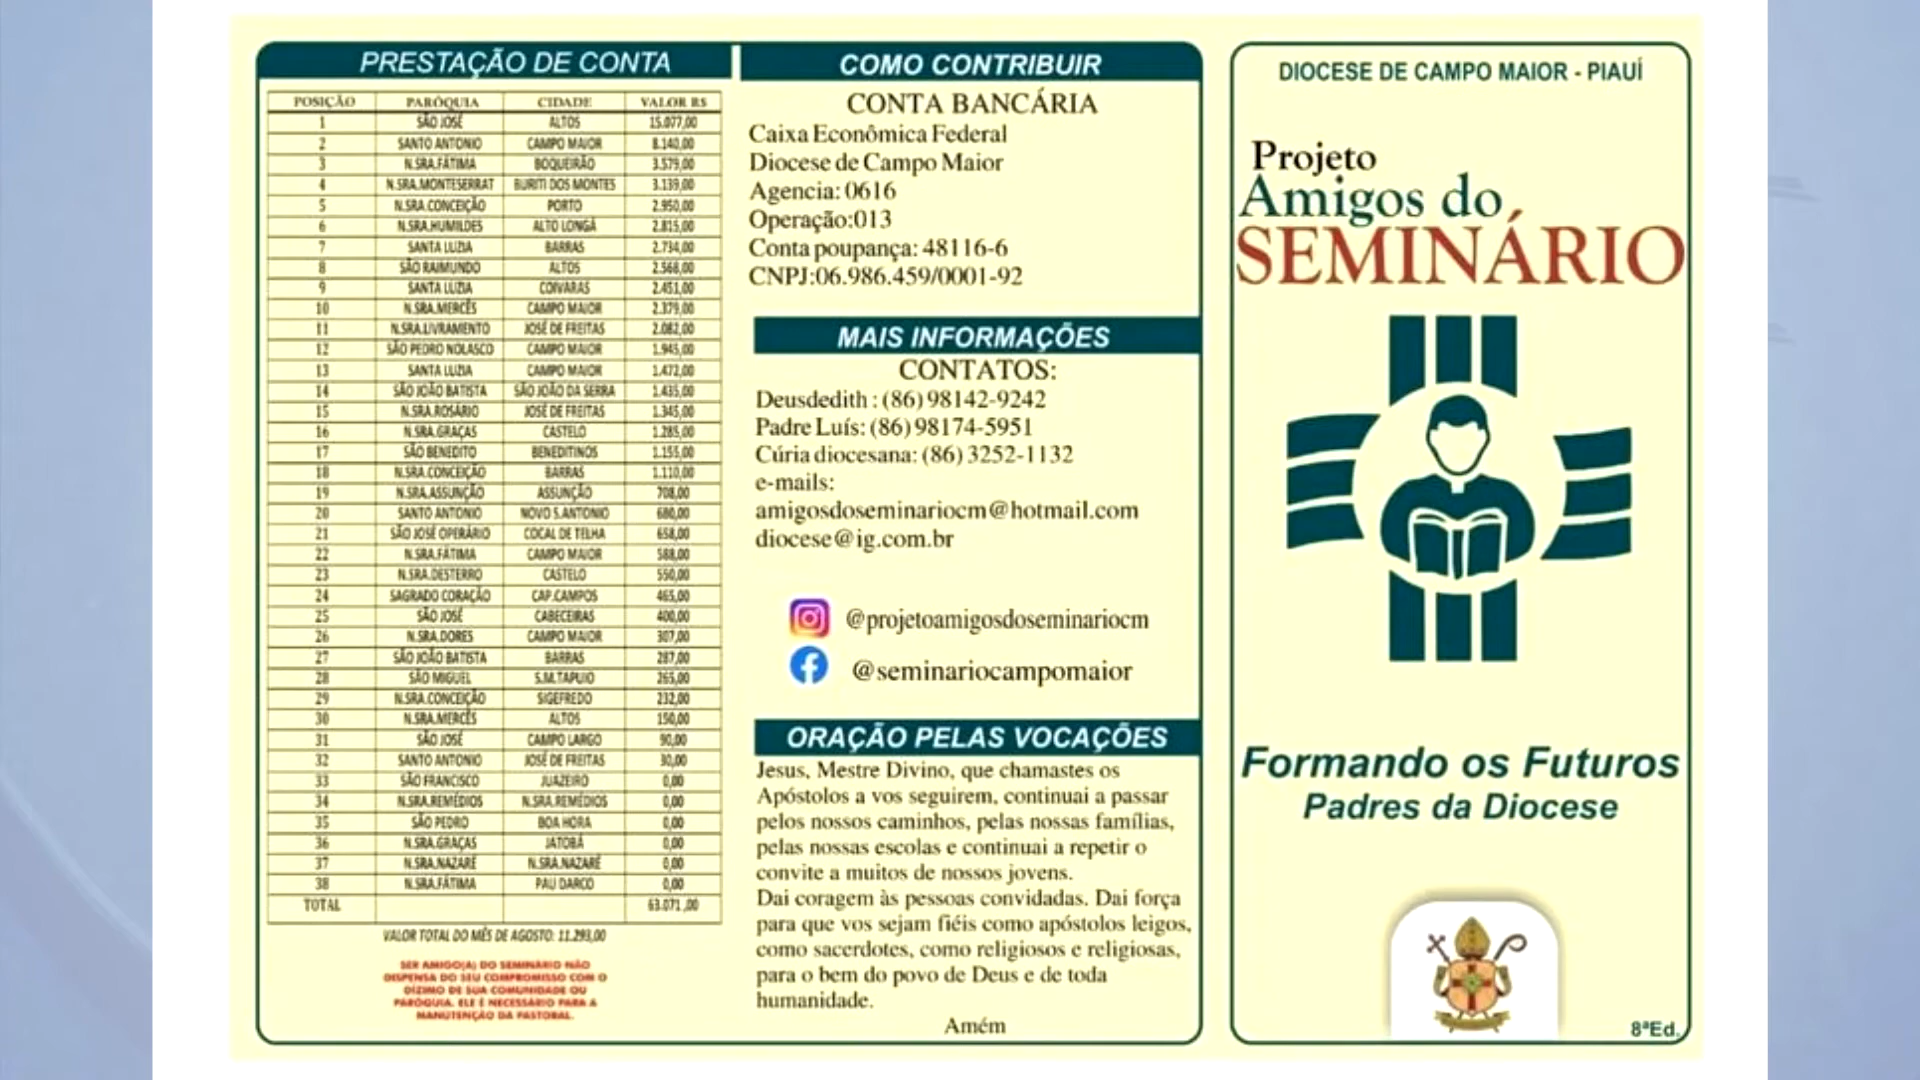 PRESTAÇÃO DE CONTA
POSIÇÃO PARÓQUIA CIDADE VALOR R$
1 SÃO JOSÉ ALTOS 15.077,00
2 SANTO ANTONIO CAMPO MAIOR 8.140,00
3 N.SRA.FÁTIMA BOQUEIRÃO 3.579,00
4 N.SRA.MONTESERRAT BURITI DOS MONTES 3.139,00
5 N.SRA.CONCEIÇÃO PORTO 2.950,00
6 N.SRA.HUMILDES ALTO LONGÁ 2.815,00
7 SANTA LUZIA BARRAS 2.734,00
8 SÃO RAIMUNDO ALTOS 2.568,00
9 SANTA LUZIA COIVARAS 2.451,00
10 N.SRA.MERCÊS CAMPO MAIOR 2.379,00
11 N.SRA.LIVRAMENTO JOSÉ DE FREITAS 2.082,00
12 SÃO PEDRO NOLASCO CAMPO MAIOR 1.945,00
13 SANTA LUZIA CAMPO MAIOR 1.472,00
14 SÃO JOÃO BATISTA SÃO JOÃO DA SERRA 1.435,00
15 N.SRA.ROSÁRIO JOSÉ DE FREITAS 1.345,00
16 N.SRA.GRAÇAS CASTELO 1.285,00
17 SÃO BENEDITO BENEDITINOS 1.155,00
18 N.SRA.CONCEIÇÃO BARRAS 1.110,00
19 N.SRA.ASSUNÇÃO ASSUNÇÃO 708,00
20 SANTO ANTONIO NOVO S.ANTONIO 680,00
21 SÃO JOSÉ OPERÁRIO COCAL DE TELHA 658,00
22 N.SRA.FÁTIMA CAMPO MAIOR 588,00
23 N.SRA.DESTERRO CASTELO 550,00
24 SAGRADO CORAÇÃO CAP.CAMPOS 465,00
25 SÃO JOSÉ CABECEIRAS 400,00
26 N.SRA.DORES CAMPO MAIOR 307,00
27 SÃO JOÃO BATISTA BARRAS 287,00
28 SÃO MIGUEL S.M.TAPUIO 265,00
29 N.SRA.CONCEIÇÃO SIGEFREDO 232,00
30 N.SRA.MERCÊS ALTOS 150,00
31 SÃO JOSÉ CAMPO LARGO 90,00
32 SANTO ANTONIO JOSÉ DE FREITAS 30,00
33 SÃO FRANCISCO JUAZEIRO 0,00
34 N.SRA.REMÉDIOS N.SRA.REMÉDIOS 0,00
35 SÃO PEDRO BOA HORA 0,00
36 N.SRA.GRAÇAS JATOBÁ 0,00
37 N.SRA.NAZARÉ N.SRA.NAZARÉ 0,00
38 N.SRA.FÁTIMA PAU DARCO 0,00
TOTAL 63.071,00
VALOR TOTAL DO MÊS DE AGOSTO: 11.293,00
SER AMIGO(A) DO SEMINÁRIO NÃO
DISPENSA DO SEU COMPROMISSO COM O
DÍZIMO DE SUA COMUNIDADE OU
PARÓQUIA. ELE É NECESSÁRIO PARA A
MANUTENÇÃO DA PASTORAL.
COMO CONTRIBUIR
CONTA BANCÁRIA
Caixa Econômica Federal
Diocese de Campo Maior
Agencia: 0616
Operação:013
Conta poupança: 48116-6
CNPJ:06.986.459/0001-92
MAIS INFORMAÇÕES
CONTATOS:
Deusdedith : (86) 98142-9242
Padre Luís: (86) 98174-5951
Cúria diocesana: (86) 3252-1132
e-mails:
amigosdoseminariocm@hotmail.com
diocese@ig.com.br
@projetoamigosdoseminariocm
@seminariocampomaior
ORAÇÃO PELAS VOCAÇÕES
Jesus, Mestre Divino, que chamastes os
Apóstolos a vos seguirem, continuai a passar
pelos nossos caminhos, pelas nossas famílias,
pelas nossas escolas e continuai a repetir o
convite a muitos de nossos jovens.
Dai coragem às pessoas convidadas. Dai força
para que vos sejam fiéis como apóstolos leigos,
como sacerdotes, como religiosos e religiosas,
para o bem do povo de Deus e de toda
humanidade.
Amém
DIOCESE DE CAMPO MAIOR - PIAUÍ
Projeto
Amigos do
SEMINÁRIO
Formando os Futuros
Padres da Diocese
8ªEd.